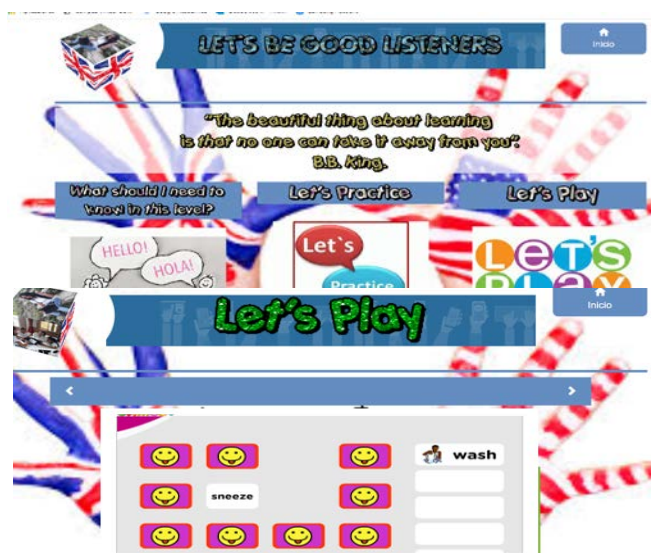 LET'S BE GOOD LISTENERS
Inicio
"The beautiful thing about learning
is that no one can take it away from you".
B.B. King.
What should I need to
know in this level?
Let's Practice
Let's Play
HELLO!
HOLA!
Let`s
Practice
LET'S
PLAY
Let's Play
Inicio
wash
sneeze